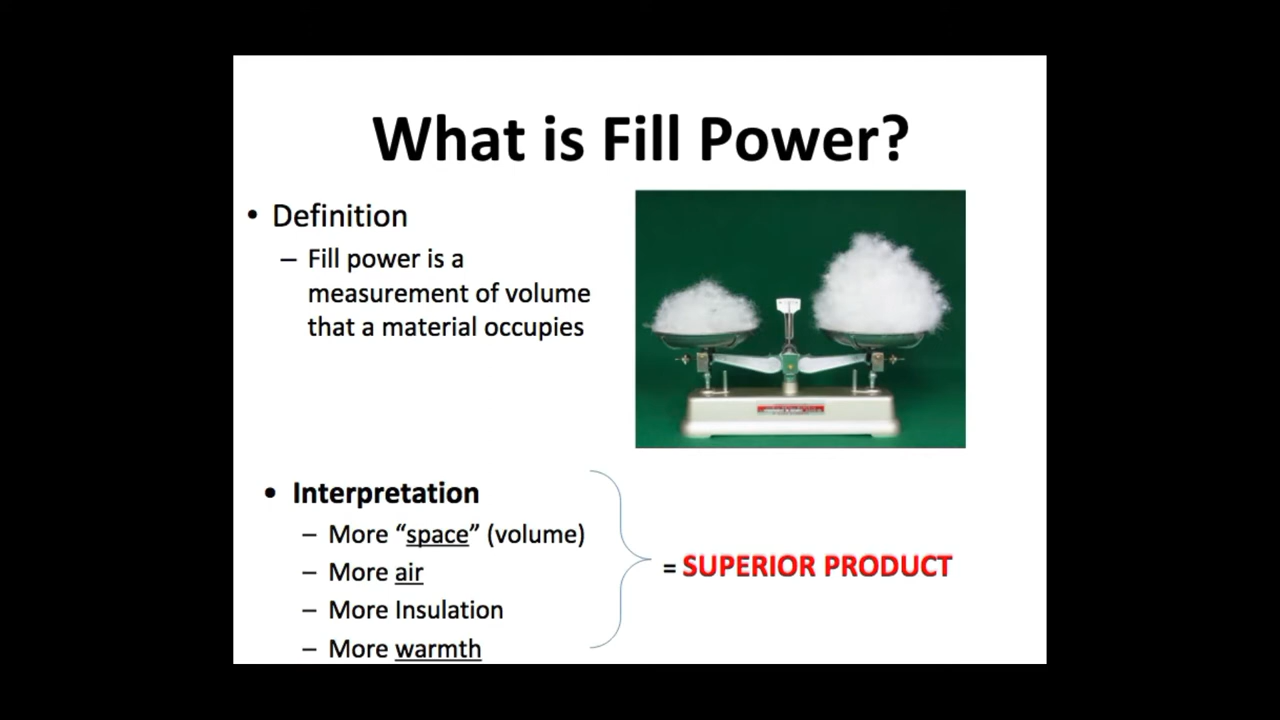 What is Fill Power?
• Definition
– Fill power is a
measurement of volume
that a material occupies
• Interpretation
– More “space” (volume)
– More air
– More Insulation
– More warmth
= SUPERIOR PRODUCT